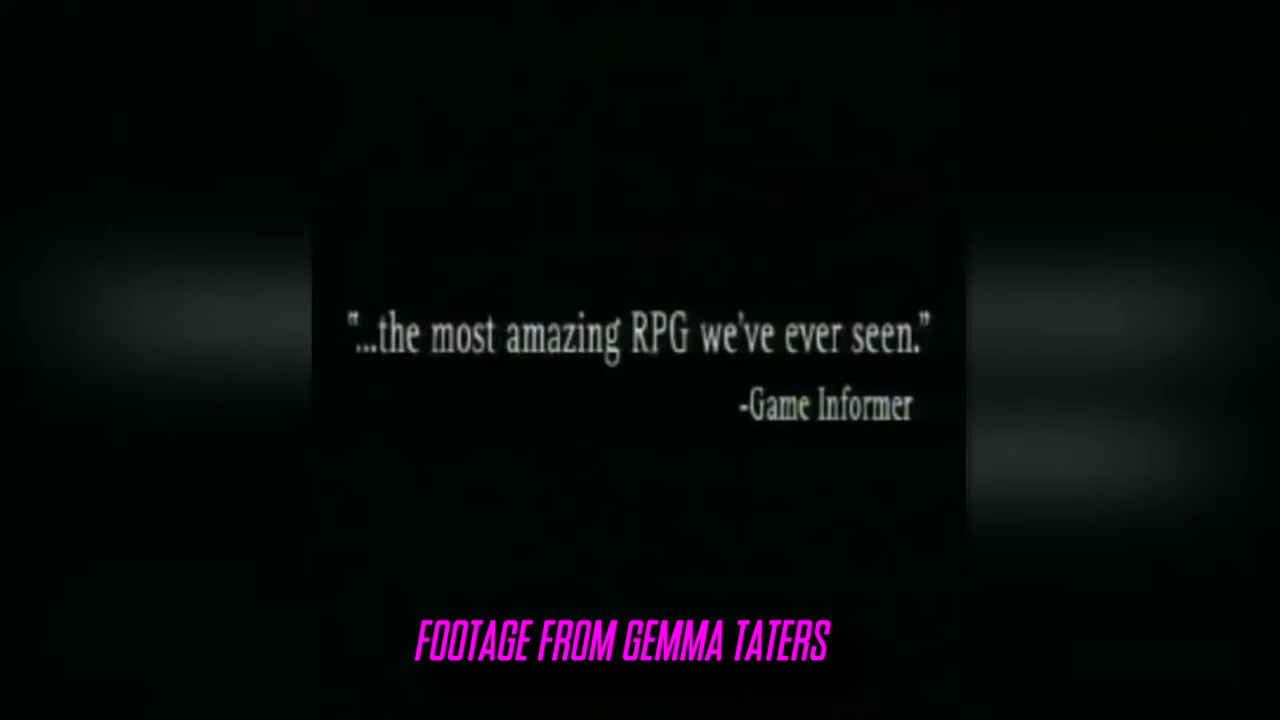 "...the most amazing RPG we've ever seen."
-Game Informer
FOOTAGE FROM GEMMA TATERS